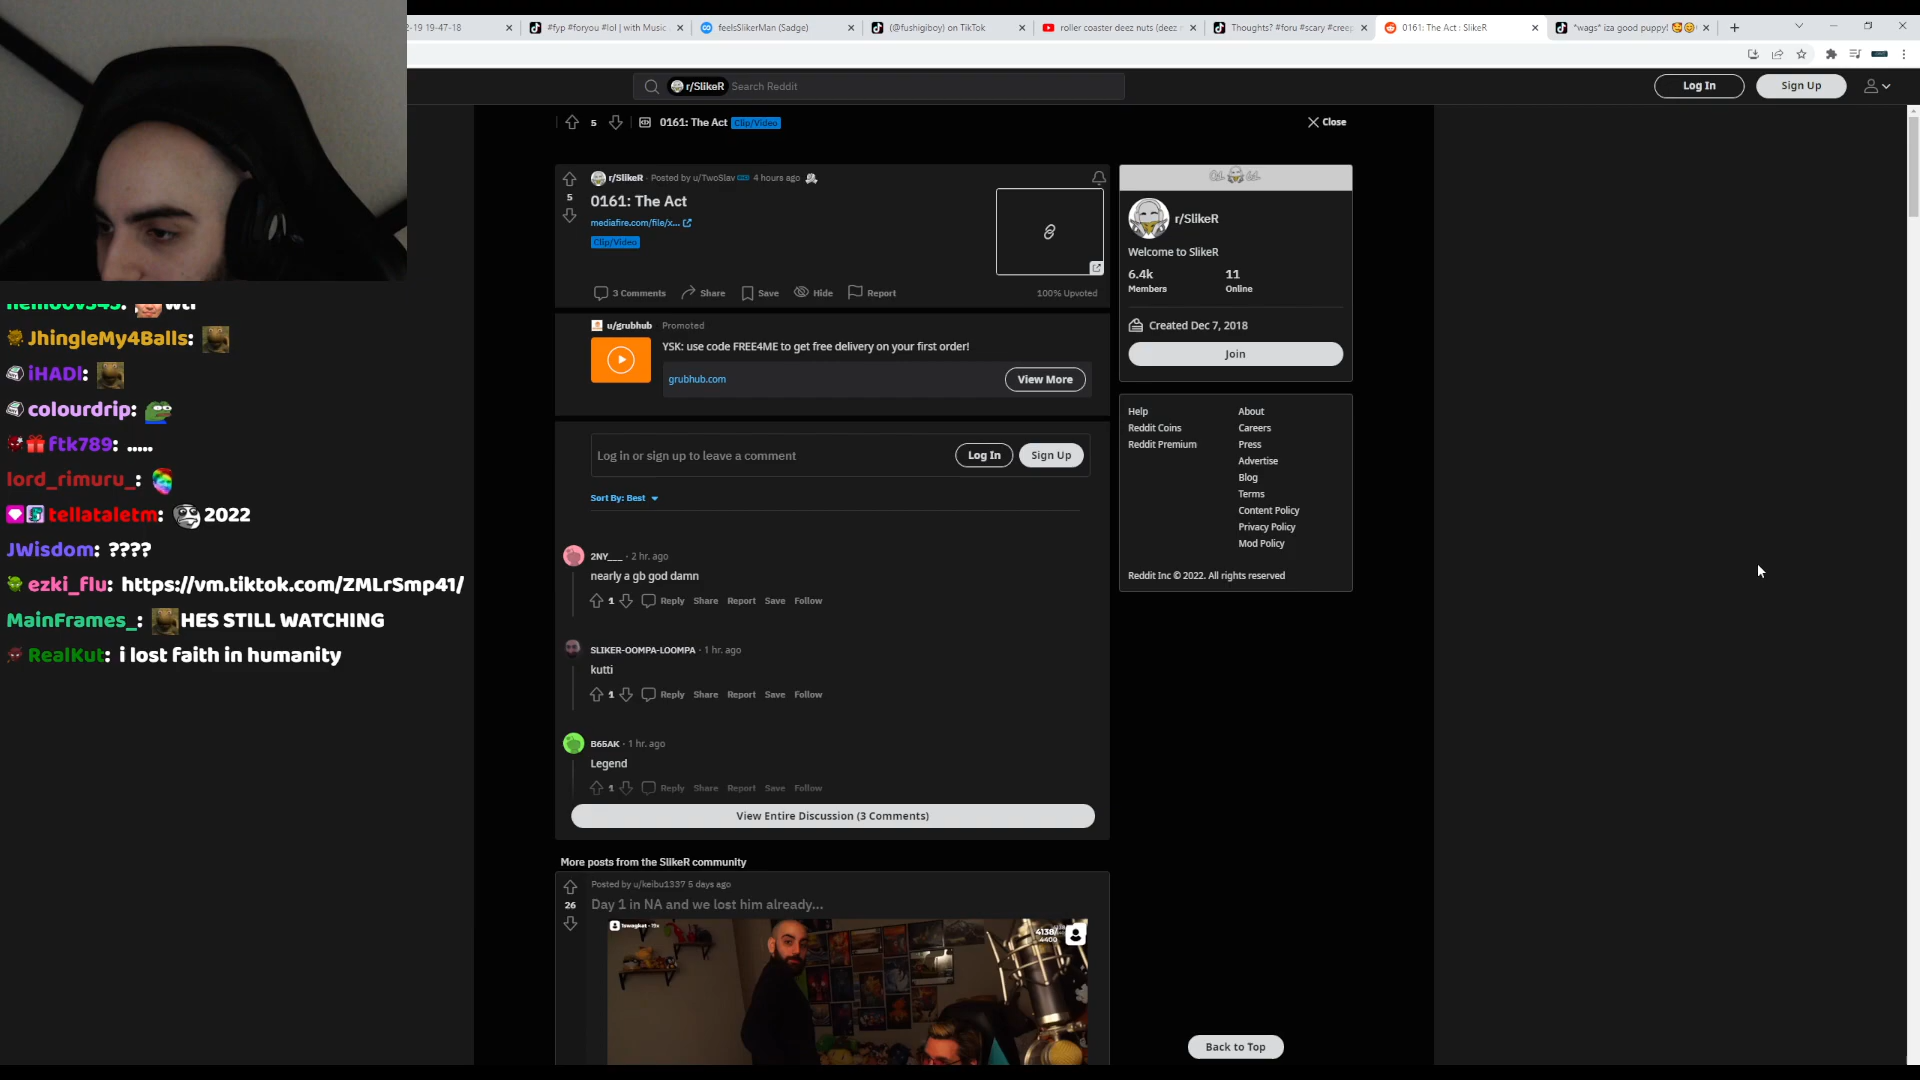 2-19 19-47-18
#fyp #foryou #lol | with Music
feelsSlikerMan (Sadge)
(@fushigiboy) on TikTok
roller coaster deez nuts (deez
Thoughts? #foru #scary #creep
0161: The Act : SlikeR
*wags* iza good puppy!
r/SlikeR Search Reddit
Log In
Sign Up
5 0161: The Act Clip/Video
Close
r/SlikeR · Posted by u/TwoSlav 4 hours ago
5
0161: The Act
mediafire.com/file/x...
Clip/Video
3 Comments Share Save Hide Report
100% Upvoted
u/grubhub Promoted
YSK: use code FREE4ME to get free delivery on your first order!
grubhub.com
View More
Log in or sign up to leave a comment
Log In
Sign Up
Sort By: Best
2NY___ · 2 hr. ago
nearly a gb god damn
1 Reply Share Report Save Follow
SLIKER-OOMPA-LOOMPA · 1 hr. ago
kutti
1 Reply Share Report Save Follow
B65AK · 1 hr. ago
Legend
1 Reply Share Report Save Follow
View Entire Discussion (3 Comments)
More posts from the SlikeR community
Posted by u/keibu1337 5 days ago
26
Day 1 in NA and we lost him already...
4138/
4400
Back to Top
r/SlikeR
Welcome to SlikeR
6.4k
Members
11
Online
Created Dec 7, 2018
Join
Help
Reddit Coins
Reddit Premium
About
Careers
Press
Advertise
Blog
Terms
Content Policy
Privacy Policy
Mod Policy
Reddit Inc © 2022. All rights reserved
JhingleMy4Balls:
iHADI:
colourdrip:
ftk789: .....
lord_rimuru_:
tellataletm: 2022
JWisdom: ????
ezki_flu: https://vm.tiktok.com/ZMLrSmp41/
MainFrames_: HES STILL WATCHING
RealKut: i lost faith in humanity